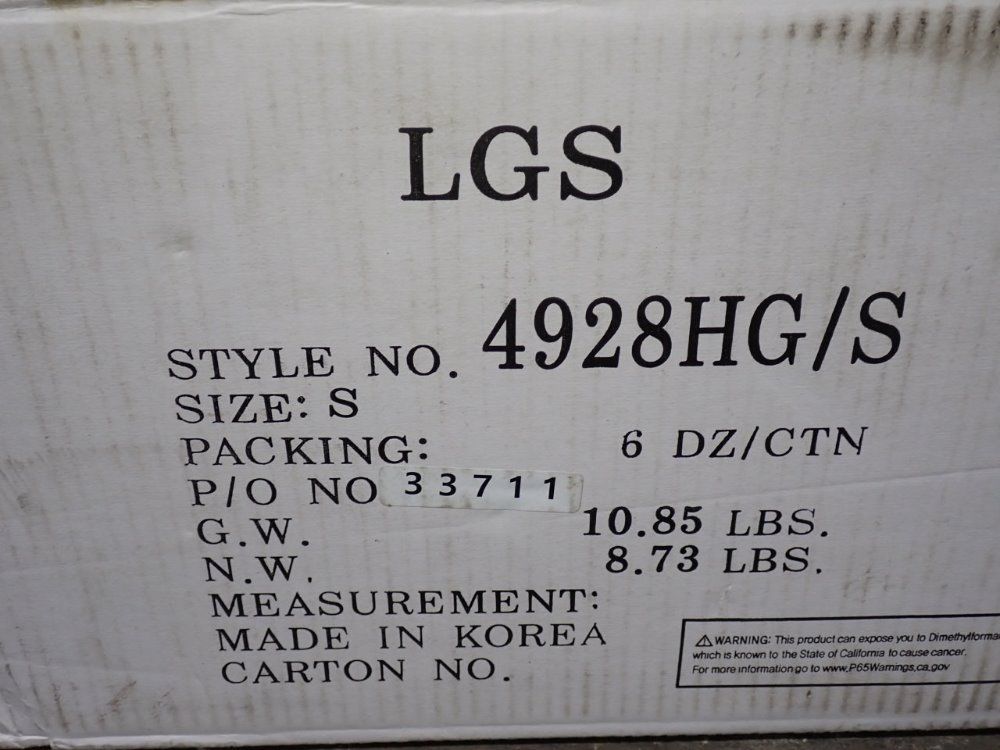 LGS
STYLE NO. 4928HG/S
SIZE: S
PACKING: 6 DZ/CTN
P/O NO 33711
G.W. 10.85 LBS.
N.W. 8.73 LBS.
MEASUREMENT:
MADE IN KOREA
CARTON NO.
⚠WARNING: This product can expose you to Dimethylforma
which is known to the State of California to cause cancer.
For more information go to www.P65Warnings.ca.gov